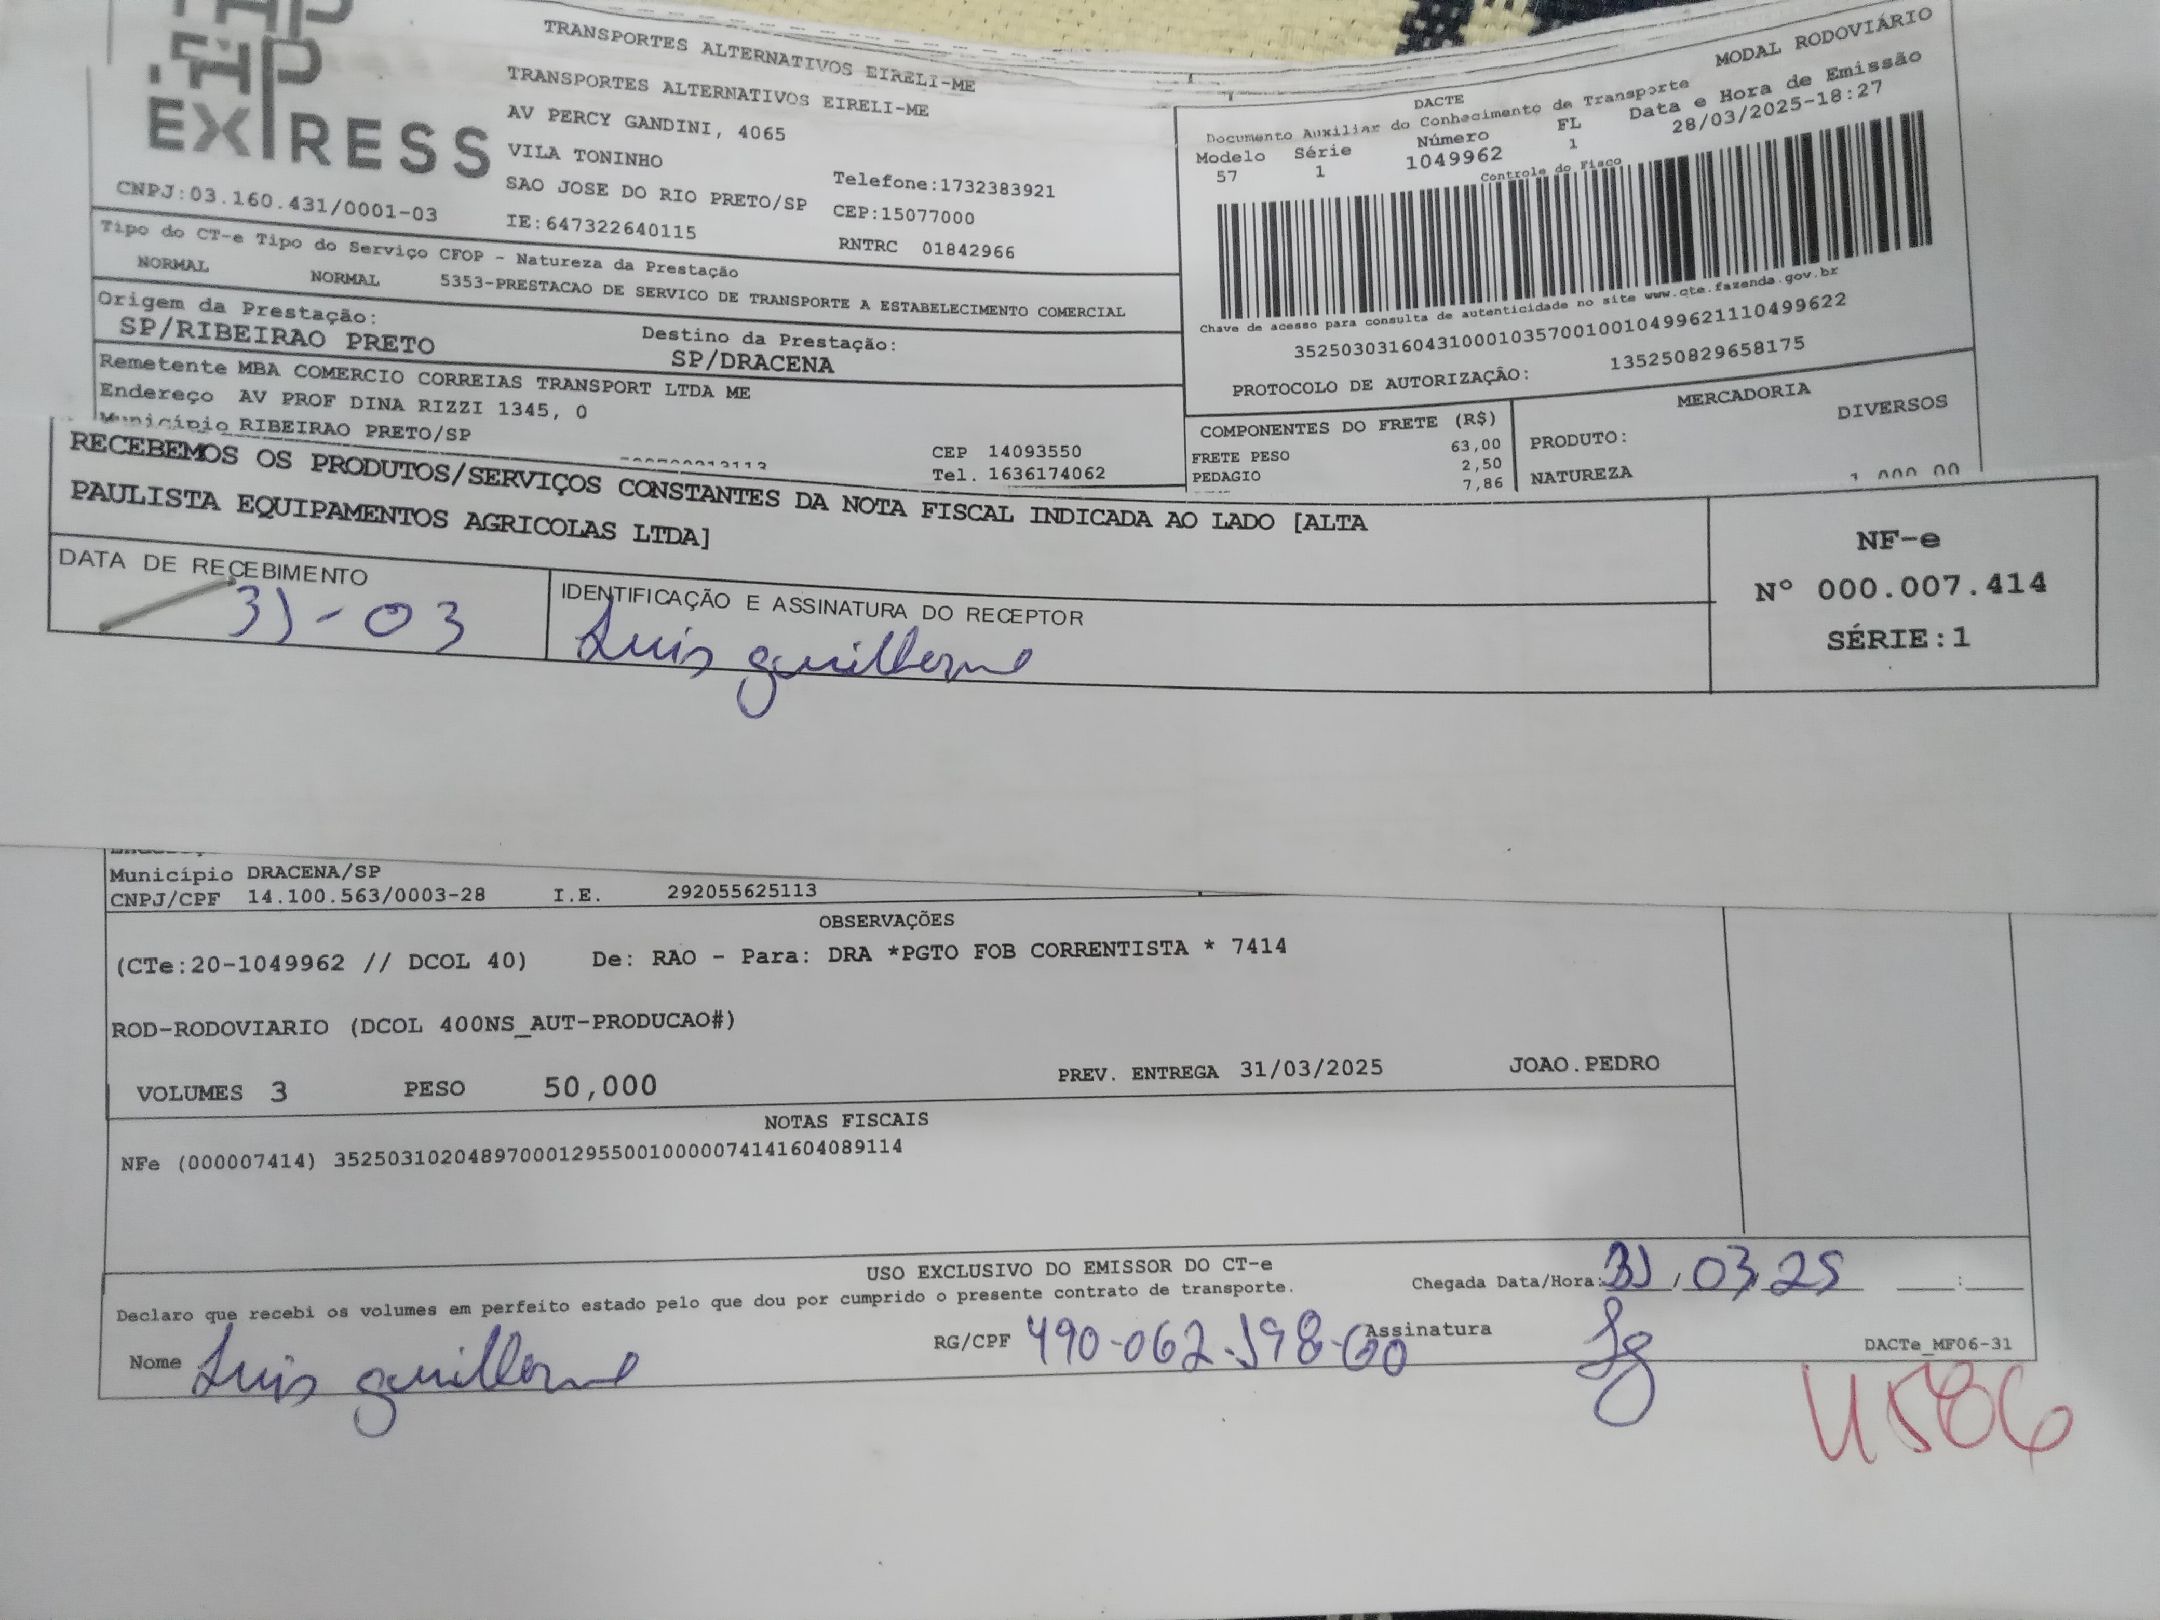 EXPRESS
CNPJ:03.160.431/0001-03
TRANSPORTES ALTERNATIVOS EIRELI-ME
TRANSPORTES ALTERNATIVOS EIRELI-ME
AV PERCY GANDINI, 4065
VILA TONINHO
SAO JOSE DO RIO PRETO/SP
IE:647322640115
Telefone:1732383921
CEP:15077000
RNTRC 01842966
MODAL RODOVIÁRIO
DACTE
Documento Auxiliar do Conhecimento de Transporte
Data e Hora de Emissão
28/03/2025-18:27
Modelo Série Número FL
57 1 1049962 1
Controle do Fisco
Chave de acesso para consulta de autenticidade no site www.cte.fazenda.gov.br
35250303160431000103570010010499621110499622
PROTOCOLO DE AUTORIZAÇÃO: 135250829658175
Tipo do CT-e Tipo do Serviço CFOP - Natureza da Prestação
NORMAL NORMAL 5353-PRESTACAO DE SERVICO DE TRANSPORTE A ESTABELECIMENTO COMERCIAL
Origem da Prestação:
SP/RIBEIRAO PRETO
Destino da Prestação:
SP/DRACENA
Remetente MBA COMERCIO CORREIAS TRANSPORT LTDA ME
Endereço AV PROF DINA RIZZI 1345, 0
Município RIBEIRAO PRETO/SP
CEP 14093550
Tel. 1636174062
COMPONENTES DO FRETE (R$)
FRETE PESO 63,00
PEDAGIO 2,50
7,86
MERCADORIA
PRODUTO: DIVERSOS
NATUREZA
RECEBEMOS OS PRODUTOS/SERVIÇOS CONSTANTES DA NOTA FISCAL INDICADA AO LADO [ALTA
PAULISTA EQUIPAMENTOS AGRICOLAS LTDA]
DATA DE RECEBIMENTO
31-03
IDENTIFICAÇÃO E ASSINATURA DO RECEPTOR
Luis guilherme
NF-e
Nº 000.007.414
SÉRIE:1
Município DRACENA/SP
CNPJ/CPF 14.100.563/0003-28 I.E. 292055625113
OBSERVAÇÕES
(CTe:20-1049962 // DCOL 40) De: RAO - Para: DRA *PGTO FOB CORRENTISTA * 7414
ROD-RODOVIARIO (DCOL 400NS_AUT-PRODUCAO#)
VOLUMES 3 PESO 50,000 PREV. ENTREGA 31/03/2025 JOAO.PEDRO
NOTAS FISCAIS
NFe (000007414) 35250310204897000129550010000074141604089114
USO EXCLUSIVO DO EMISSOR DO CT-e
Declaro que recebi os volumes em perfeito estado pelo que dou por cumprido o presente contrato de transporte.
Chegada Data/Hora: 31/03/25 :
Nome Luis guilherme RG/CPF 490-062-198-60 Assinatura Lg
DACTe_MF06-31